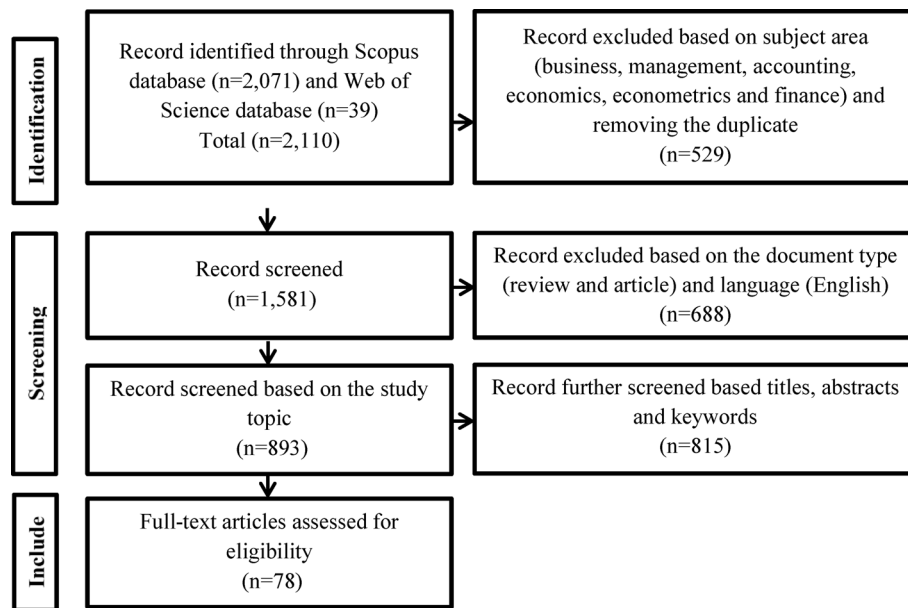 Identification
Record identified through Scopus
database (n=2,071) and Web of
Science database (n=39)
Total (n=2,110)
Record excluded based on subject area
(business, management, accounting,
economics, econometrics and finance) and
removing the duplicate
(n=529)
Screening
Record screened
(n=1,581)
Record excluded based on the document type
(review and article) and language (English)
(n=688)
Record screened based on the study
topic
(n=893)
Record further screened based titles, abstracts
and keywords
(n=815)
Include
Full-text articles assessed for
eligibility
(n=78)